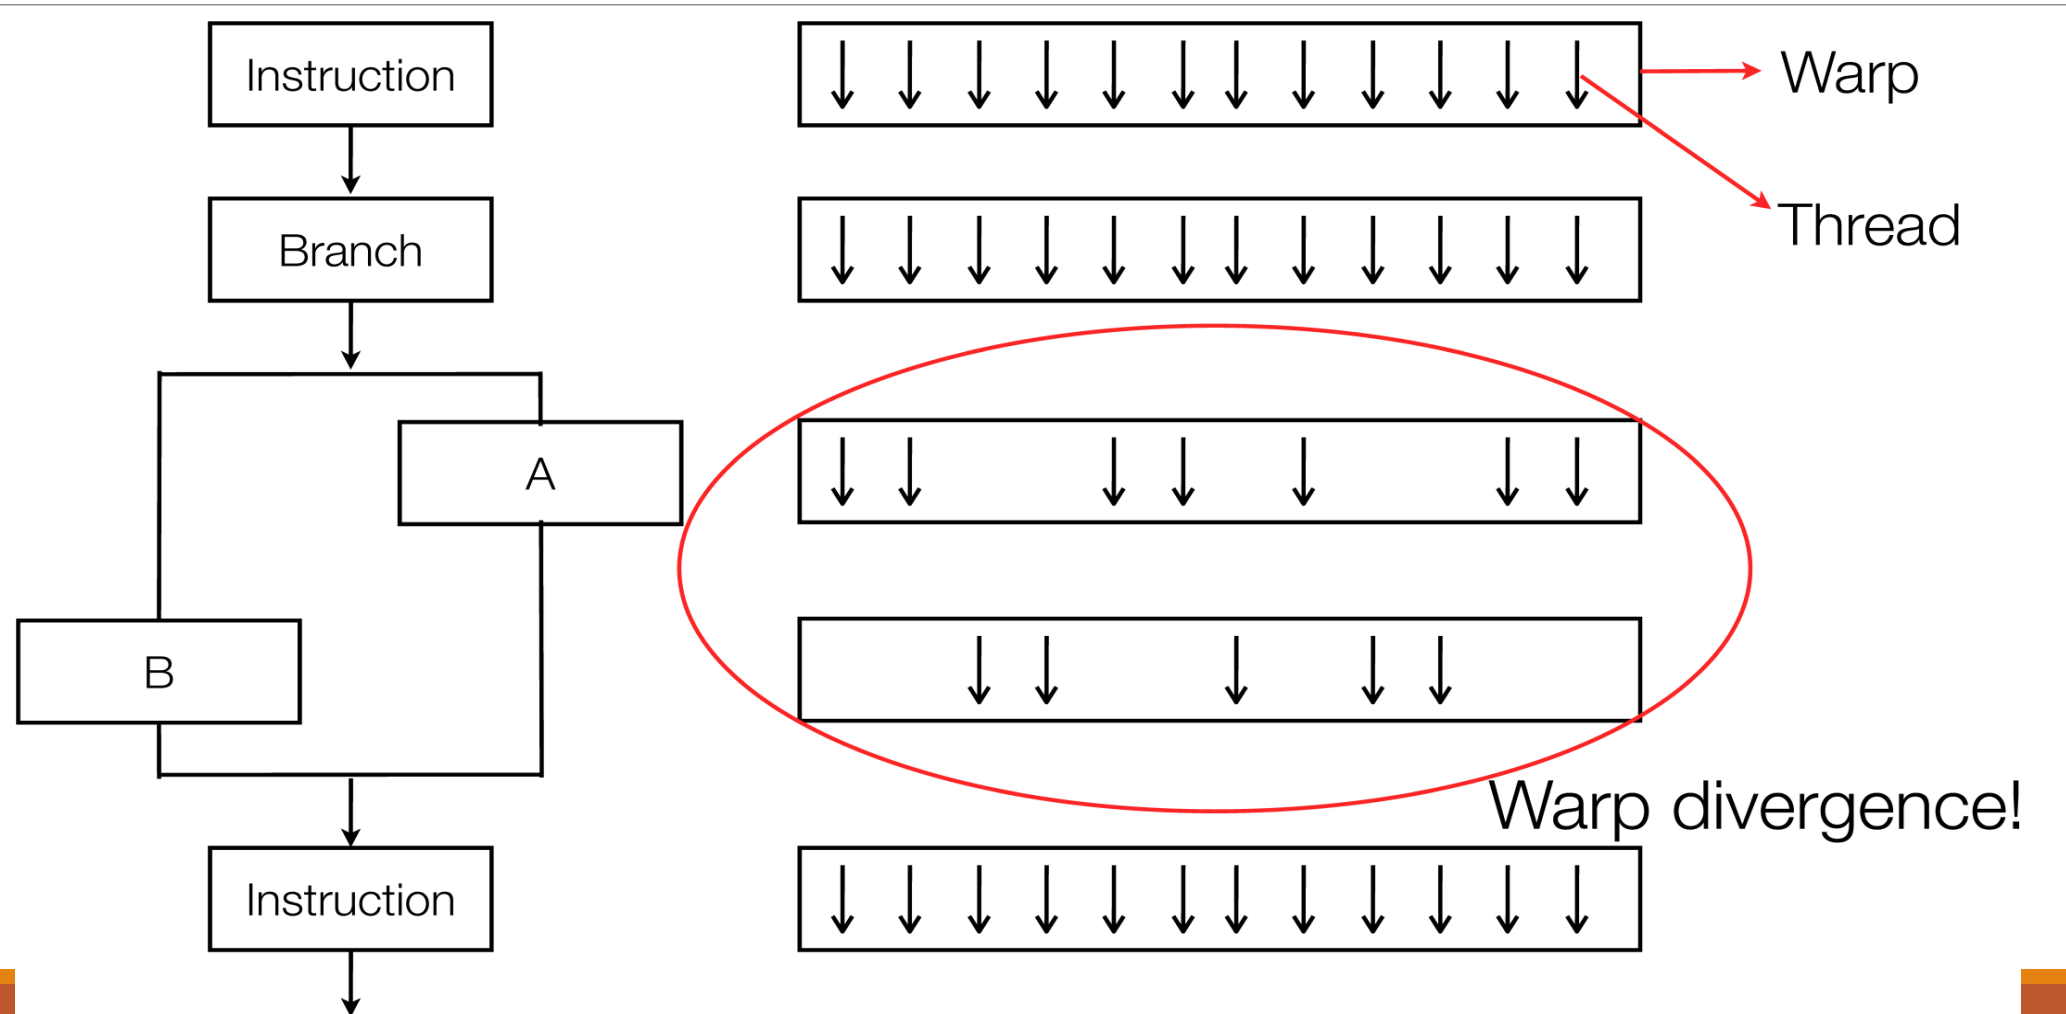 Instruction
Warp
Branch
Thread
A
B
Warp divergence!
Instruction